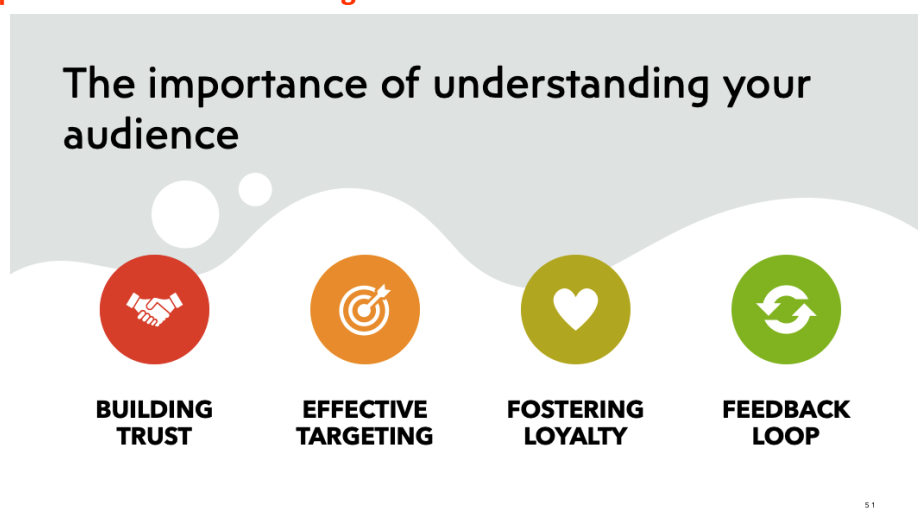 The importance of understanding your
audience
BUILDING
TRUST
EFFECTIVE
TARGETING
FOSTERING
LOYALTY
FEEDBACK
LOOP
51